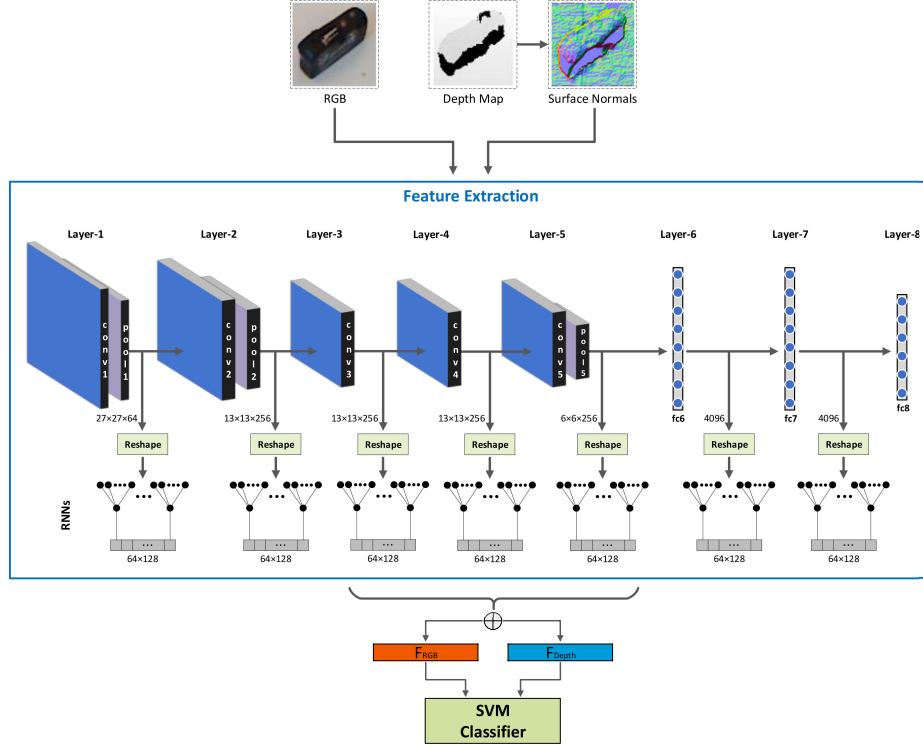 RGB
Depth Map
Surface Normals
Feature Extraction
Layer-1
Layer-2
Layer-3
Layer-4
Layer-5
Layer-6
Layer-7
Layer-8
conv1
pool1
conv2
pool2
conv3
conv4
conv5
pool5
27×27×64
13×13×256
13×13×256
13×13×256
6×6×256
fc6
4096
fc7
4096
fc8
Reshape
Reshape
Reshape
Reshape
Reshape
Reshape
Reshape
RNNs
64×128
64×128
64×128
64×128
64×128
64×128
64×128
FRGB
FDepth
SVM
Classifier